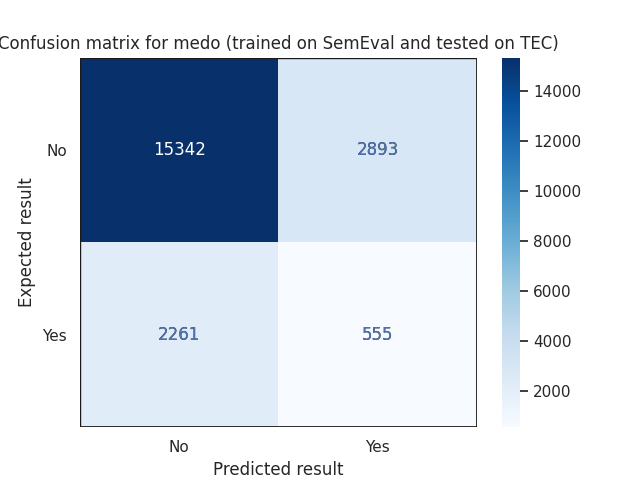 Confusion matrix for medo (trained on SemEval and tested on TEC)
Expected result
No
15342
2893
Yes
2261
555
No
Yes
Predicted result
14000
12000
10000
8000
6000
4000
2000